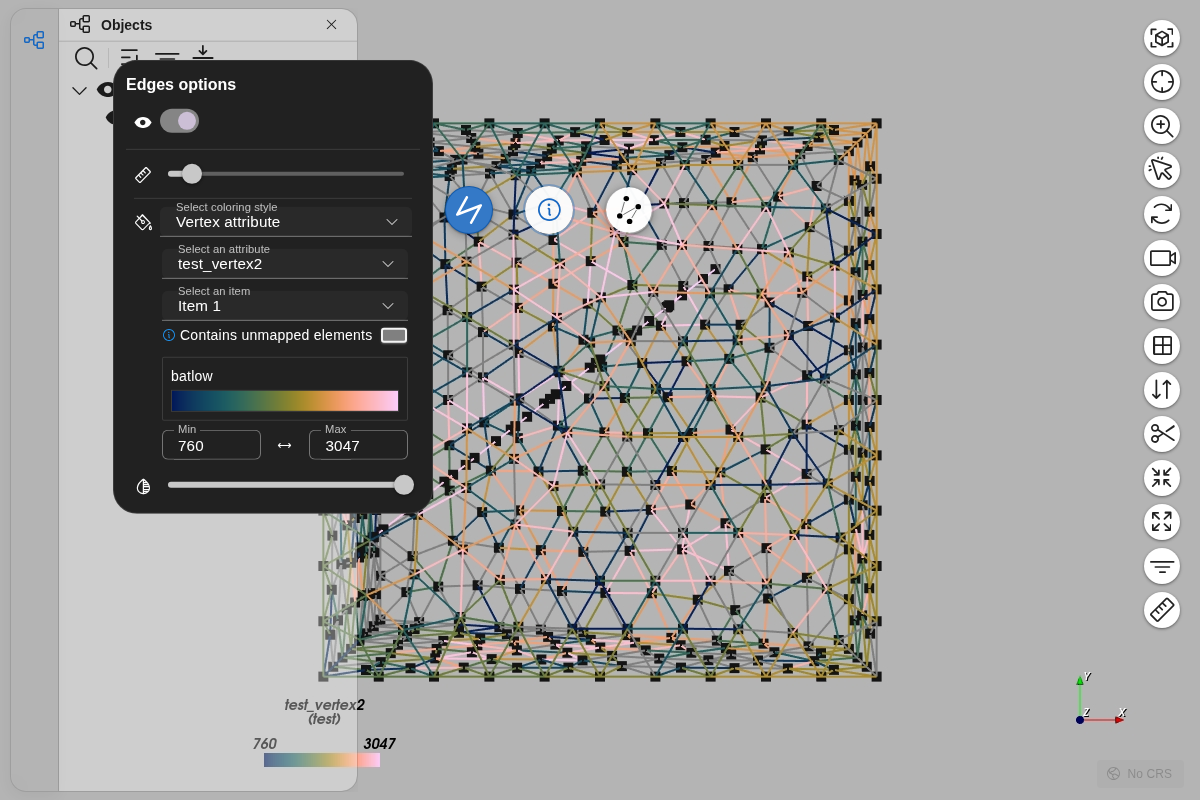 Objects
Edges options
Select coloring style
Vertex attribute
Select an attribute
test_vertex2
Select an item
Item 1
Contains unmapped elements
batlow
Min
760
Max
3047
test_vertex2
(test)
760
3047
Y
Z
X
No CRS